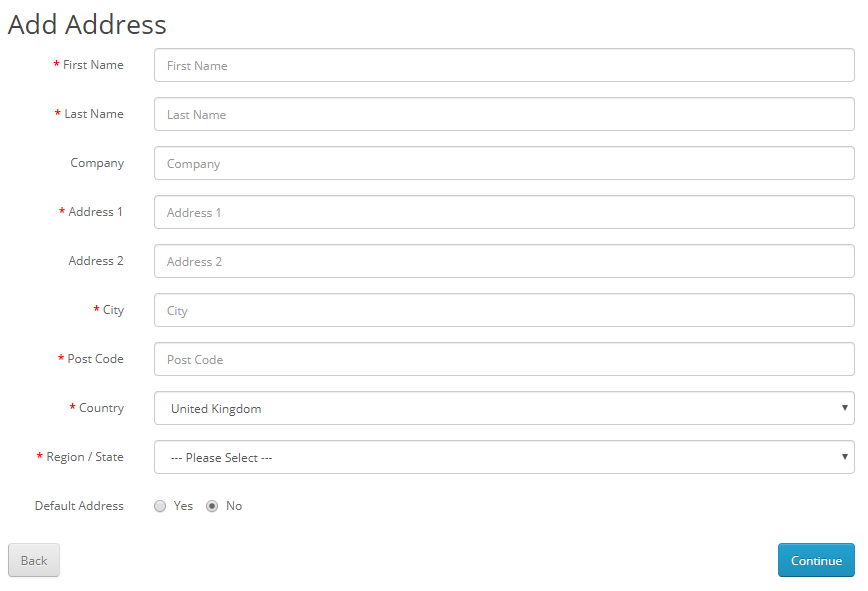 Add Address
* First Name First Name
* Last Name Last Name
Company Company
* Address 1 Address 1
Address 2 Address 2
* City City
* Post Code Post Code
* Country United Kingdom
* Region / State --- Please Select ---
Default Address Yes No
Back Continue